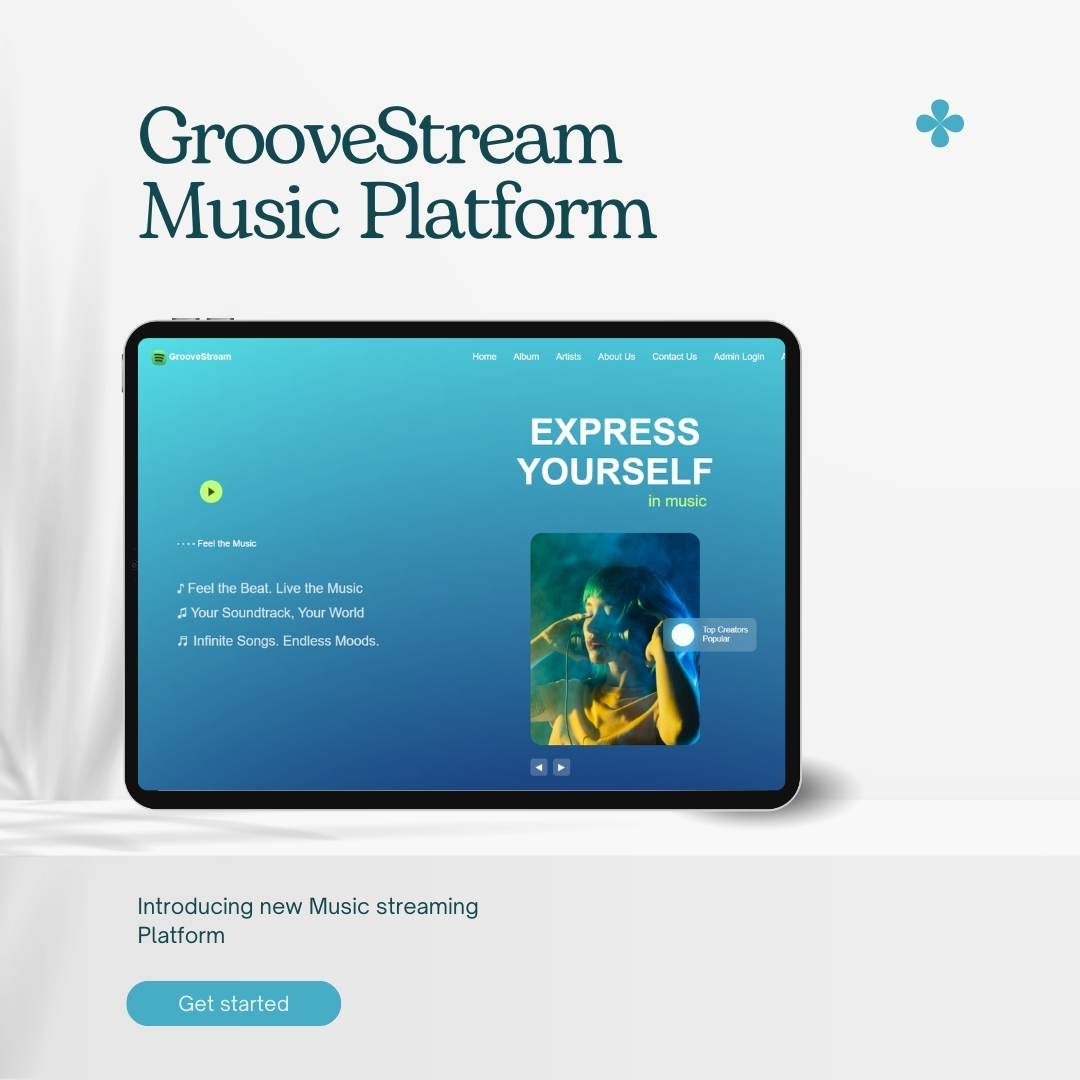 GrooveStream
Music Platform
GrooveStream
Home Album Artists About Us Contact Us Admin Login
EXPRESS
YOURSELF
in music
- - - - Feel the Music
♪ Feel the Beat. Live the Music
♫ Your Soundtrack, Your World
♬ Infinite Songs. Endless Moods.
Top Creators
Popular
Introducing new Music streaming
Platform
Get started